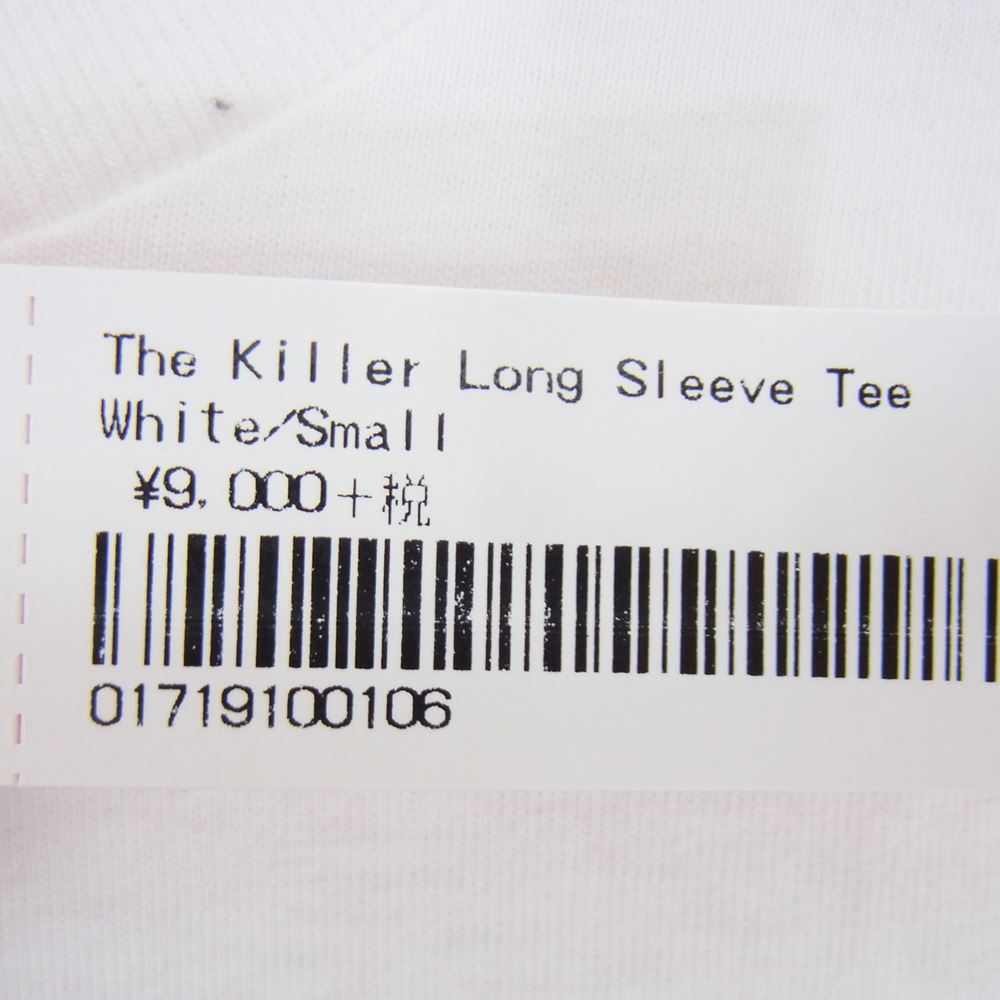 The Killer Long Sleeve Tee
White/Small
¥9,000+税
01719100106